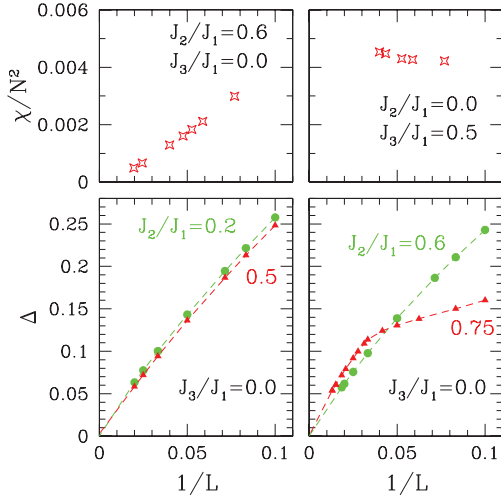 0.006
0.004
0.002
0
χ/N²
J₂/J₁=0.6
J₃/J₁=0.0
J₂/J₁=0.0
J₃/J₁=0.5
0.25
0.2
0.15
0.1
0.05
0
Δ
J₂/J₁=0.2
0.5
J₃/J₁=0.0
J₂/J₁=0.6
0.75
J₃/J₁=0.0
0 0.05 0.1
0 0.05 0.1
1/L
1/L